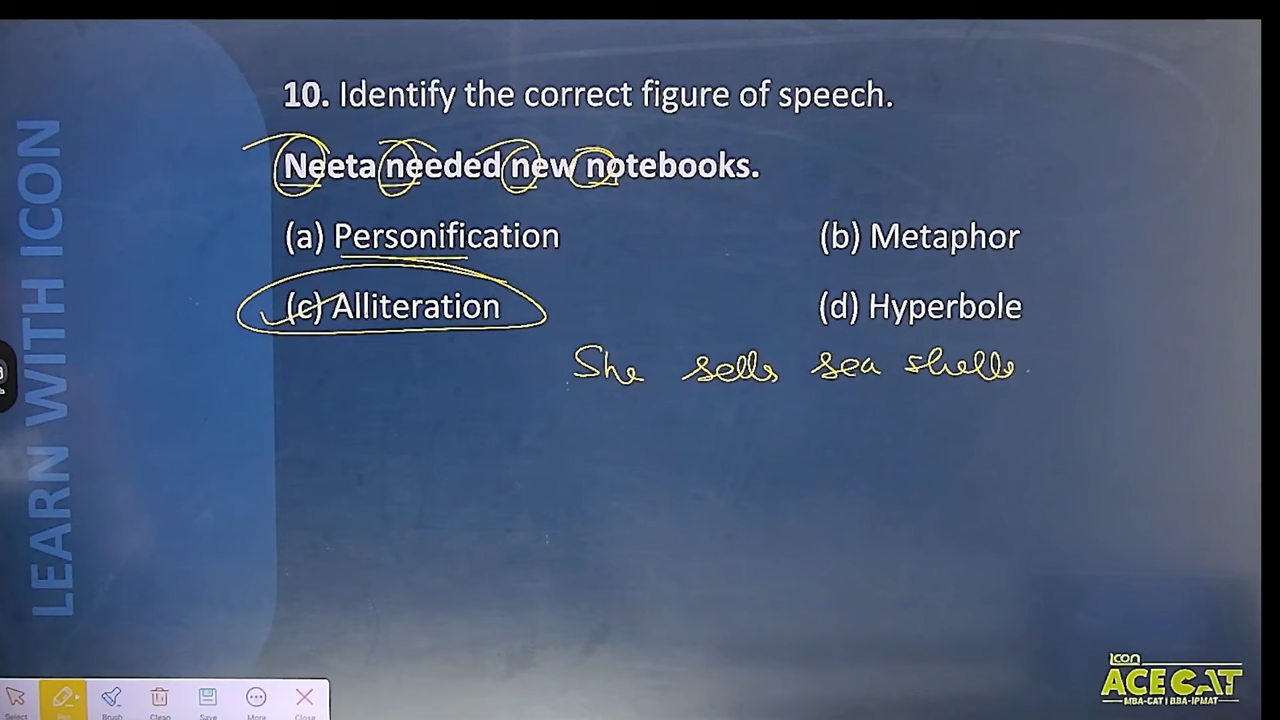 10. Identify the correct figure of speech.
Neeta needed new notebooks.
(a) Personification (b) Metaphor
(c) Alliteration (d) Hyperbole
She sells sea shells
LEARN WITH ICON
Select Pen Brush Clean Save More Close
icon
ACE CAT
MBA-CAT | BBA-IPMAT